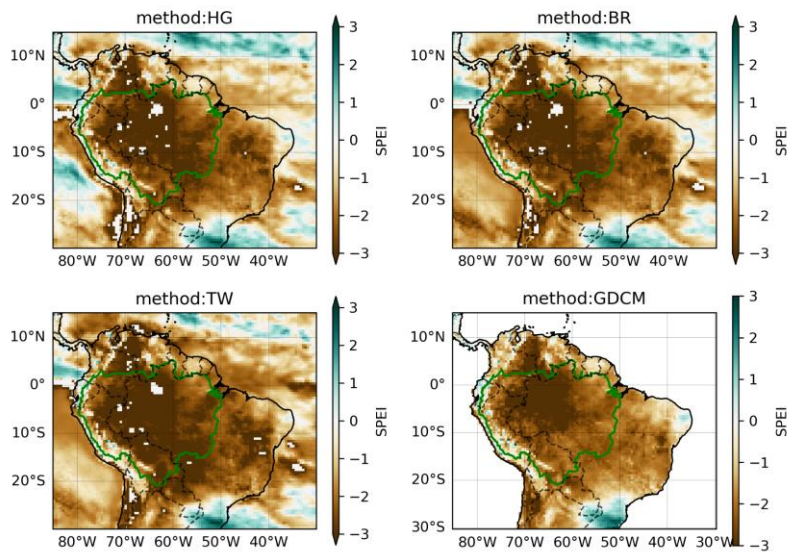 method:HG
10°N
0°
10°S
20°S
80°W 70°W 60°W 50°W 40°W
3
2
1
0
−1
−2
−3
SPEI
method:BR
10°N
0°
10°S
20°S
80°W 70°W 60°W 50°W 40°W
3
2
1
0
−1
−2
−3
SPEI
method:TW
10°N
0°
10°S
20°S
80°W 70°W 60°W 50°W 40°W
3
2
1
0
−1
−2
−3
SPEI
method:GDCM
10°N
0°
10°S
20°S
30°S
80°W 70°W 60°W 50°W 40°W 30°W
3
2
1
0
−1
−2
−3
SPEI